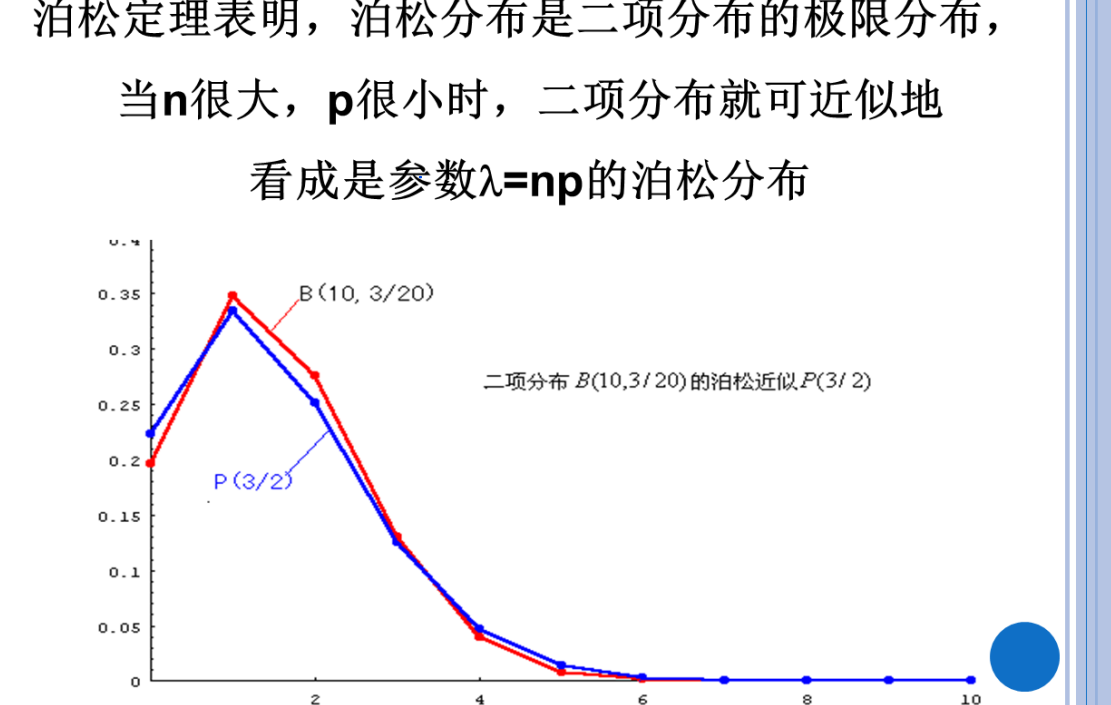 泊松定理表明，泊松分布是二项分布的极限分布，
当n很大，p很小时，二项分布就可近似地
看成是参数λ=np的泊松分布
0.4
0.35
B(10, 3/20)
0.3
二项分布 B(10,3/20)的泊松近似P(3/2)
0.25
0.2
P(3/2)
0.15
0.1
0.05
0
2 4 6 8 10